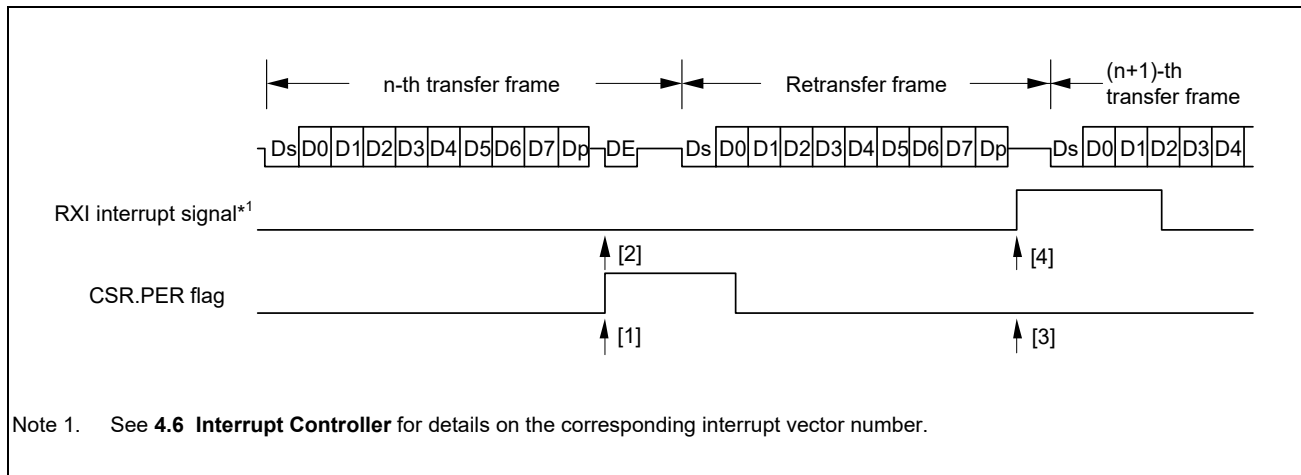 n-th transfer frame
Retransfer frame
(n+1)-th
transfer frame
Ds D0 D1 D2 D3 D4 D5 D6 D7 Dp DE Ds D0 D1 D2 D3 D4 D5 D6 D7 Dp Ds D0 D1 D2 D3 D4
RXI interrupt signal*1
[2]
[4]
CSR.PER flag
[1]
[3]
Note 1. See 4.6 Interrupt Controller for details on the corresponding interrupt vector number.